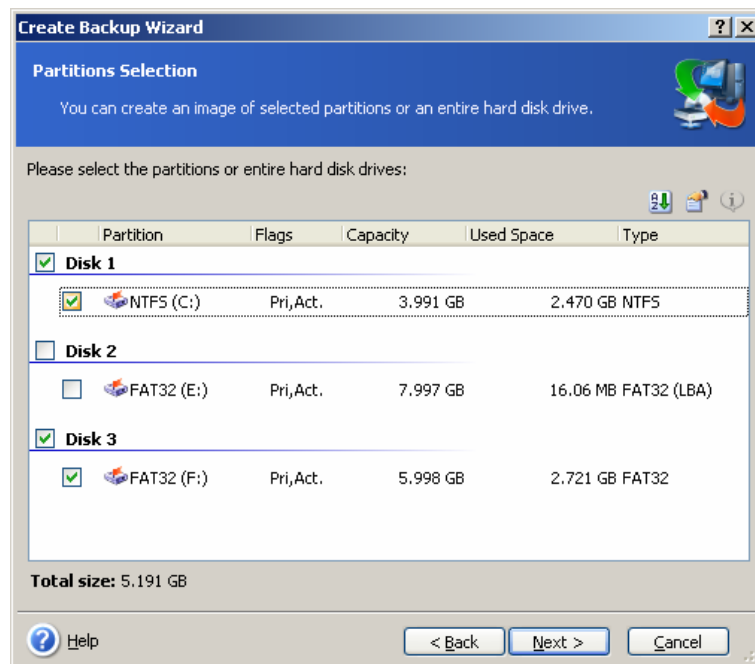 Create Backup Wizard
Partitions Selection
You can create an image of selected partitions or an entire hard disk drive.
Please select the partitions or entire hard disk drives:
Partition Flags Capacity Used Space Type
Disk 1
NTFS (C:) Pri,Act. 3.991 GB 2.470 GB NTFS
Disk 2
FAT32 (E:) Pri,Act. 7.997 GB 16.06 MB FAT32 (LBA)
Disk 3
FAT32 (F:) Pri,Act. 5.998 GB 2.721 GB FAT32
Total size: 5.191 GB
Help < Back Next > Cancel